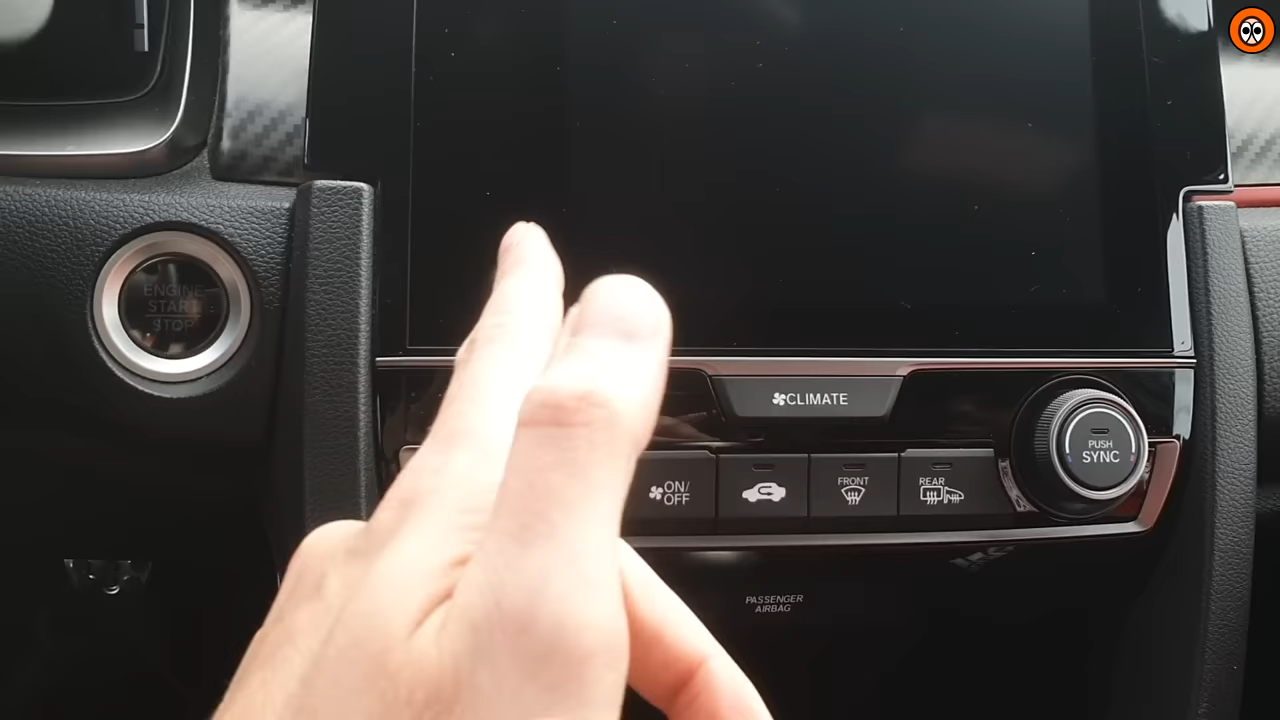 ENGINE
START
STOP
CLIMATE
PUSH
SYNC
ON/
OFF
FRONT
REAR
PASSENGER
AIRBAG